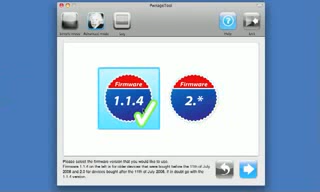 PwnageTool
Simple mode
Expert mode
Help
Firmware
1.1.4
Firmware
2.*
Please select the firmware version that you would like to use.
Firmware 1.1.4 on the left is for older devices that were bought before the 11th of July
2008 and 2.0 for devices bought after the 11th of July 2008. If in doubt go with the
1.1.4 version.